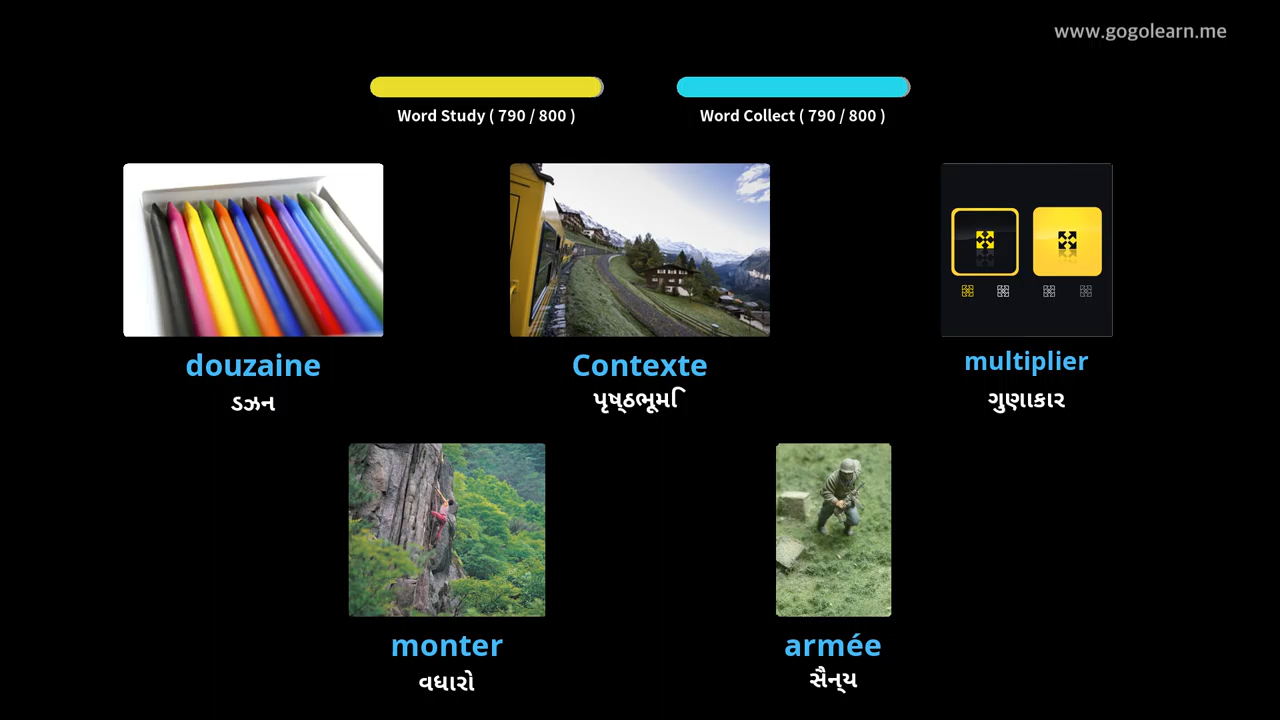 www.gogolearn.me
Word Study ( 790 / 800 )
Word Collect ( 790 / 800 )
douzaine
ડઝન
Contexte
પૃષ્ઠભૂમિ
multiplier
ગુણાકાર
monter
વધારો
armée
સૈન્ય